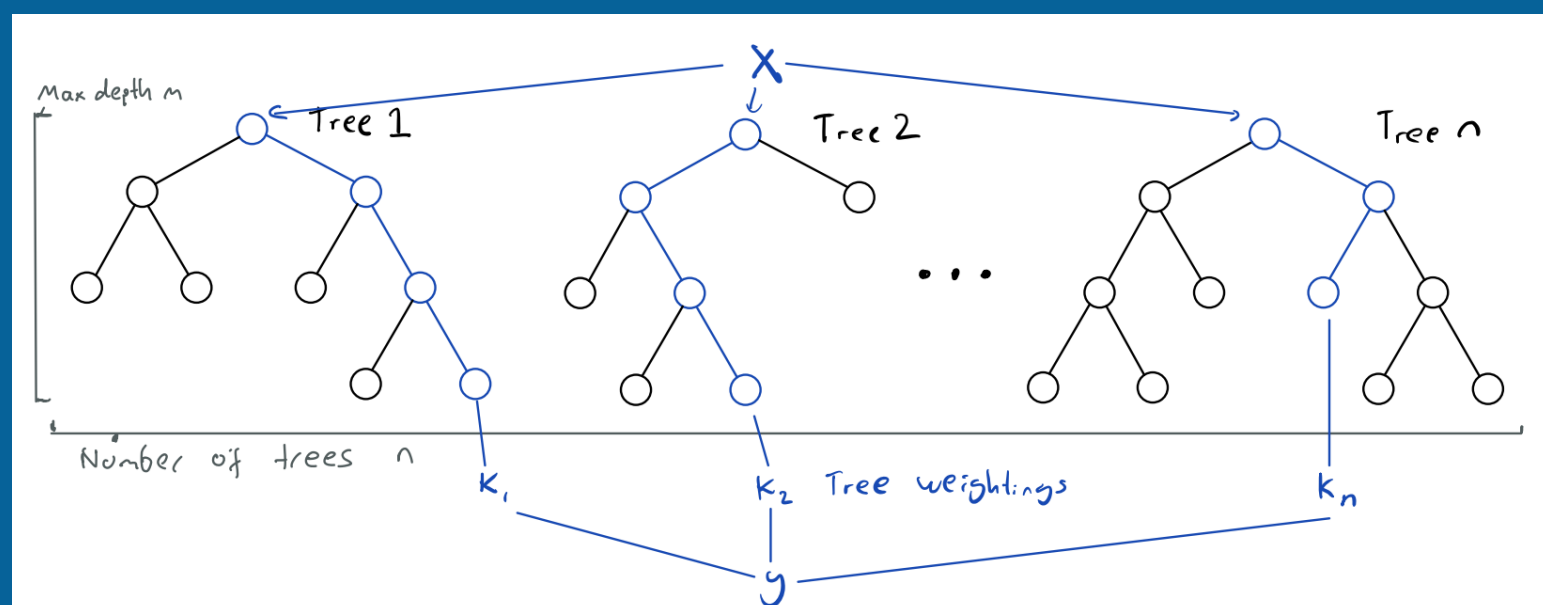 X
Max depth m
Tree 1
Tree 2
Tree n
...
Number of trees n
K₁
K₂ Tree weightings
Kn
y